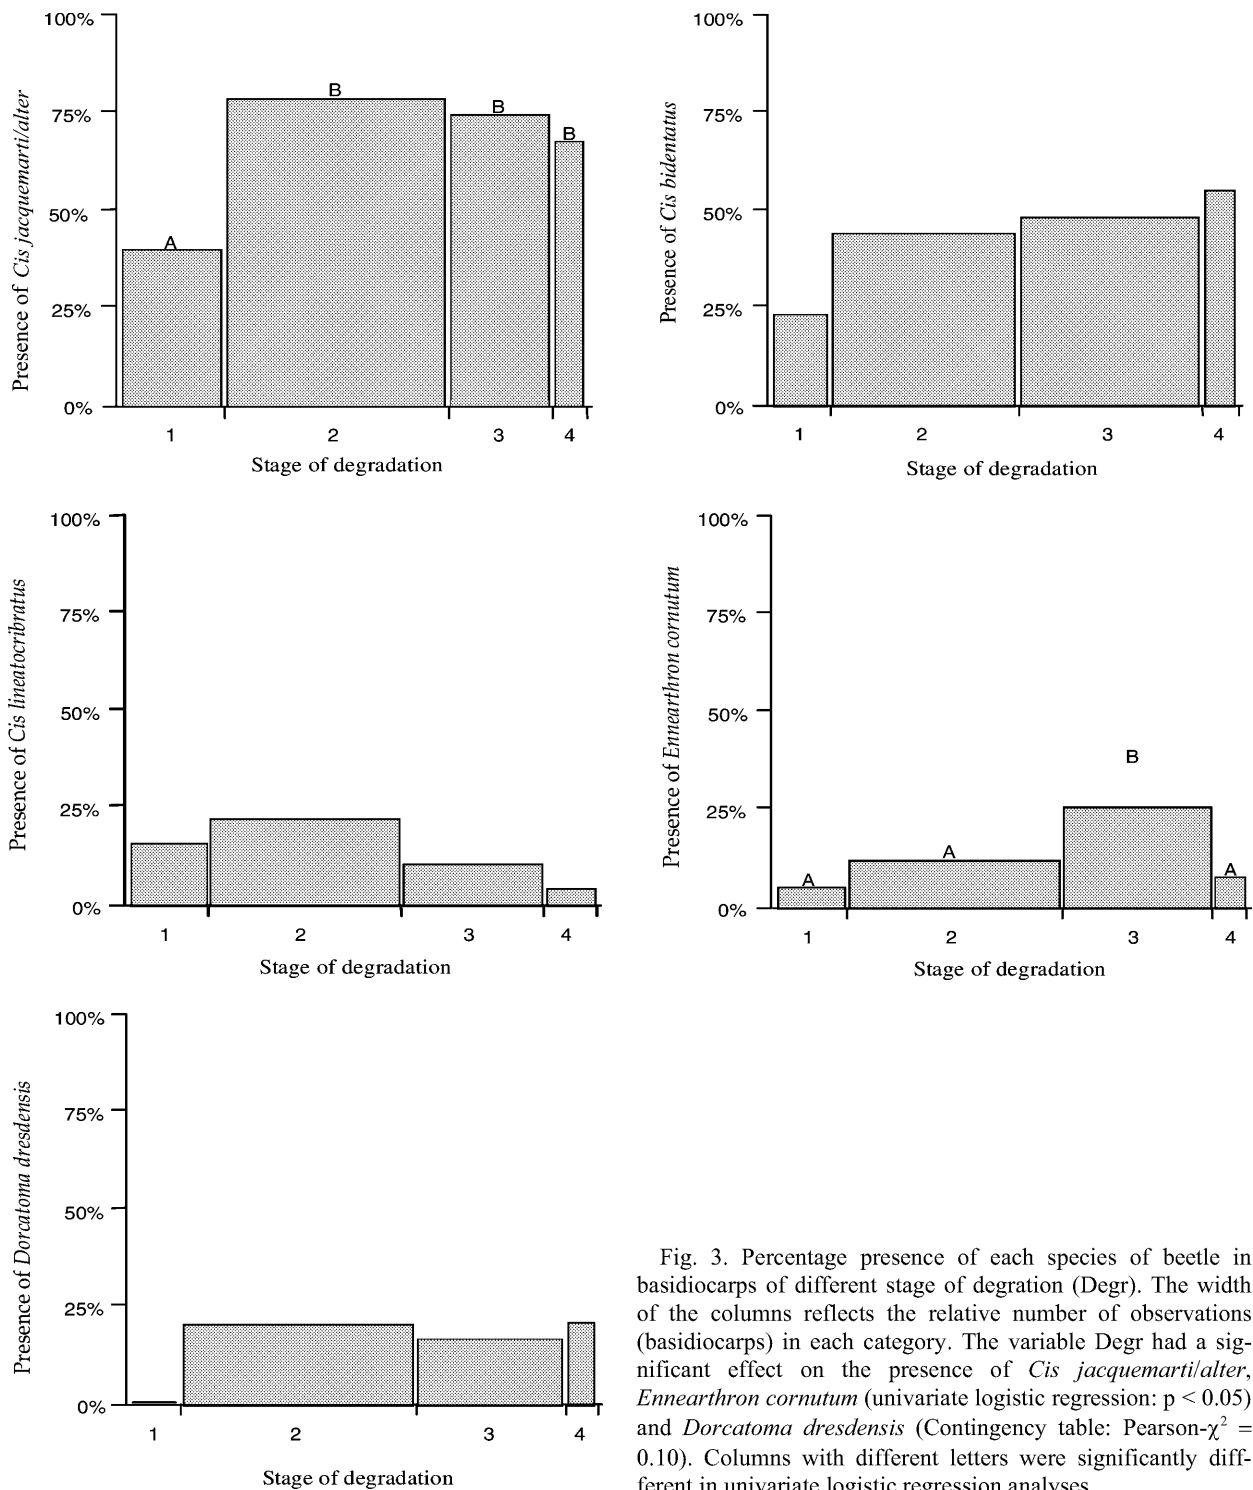 100%
75%
50%
25%
0%
Presence of Cis jacquemarti/alter
A
B
B
B
1 2 3 4
Stage of degradation
100%
75%
50%
25%
0%
Presence of Cis bidentatus
1 2 3 4
Stage of degradation
100%
75%
50%
25%
0%
Presence of Cis lineatocribratus
1 2 3 4
Stage of degradation
100%
75%
50%
25%
0%
Presence of Ennearthron cornutum
A
A
B
A
1 2 3 4
Stage of degradation
100%
75%
50%
25%
0%
Presence of Dorcatoma dresdensis
1 2 3 4
Stage of degradation
Fig. 3. Percentage presence of each species of beetle in
basidiocarps of different stage of degration (Degr). The width
of the columns reflects the relative number of observations
(basidiocarps) in each category. The variable Degr had a sig-
nificant effect on the presence of Cis jacquemarti/alter,
Ennearthron cornutum (univariate logistic regression: p < 0.05)
and Dorcatoma dresdensis (Contingency table: Pearson-χ² =
0.10). Columns with different letters were significantly diff-
ferent in univariate logistic regression analyses.